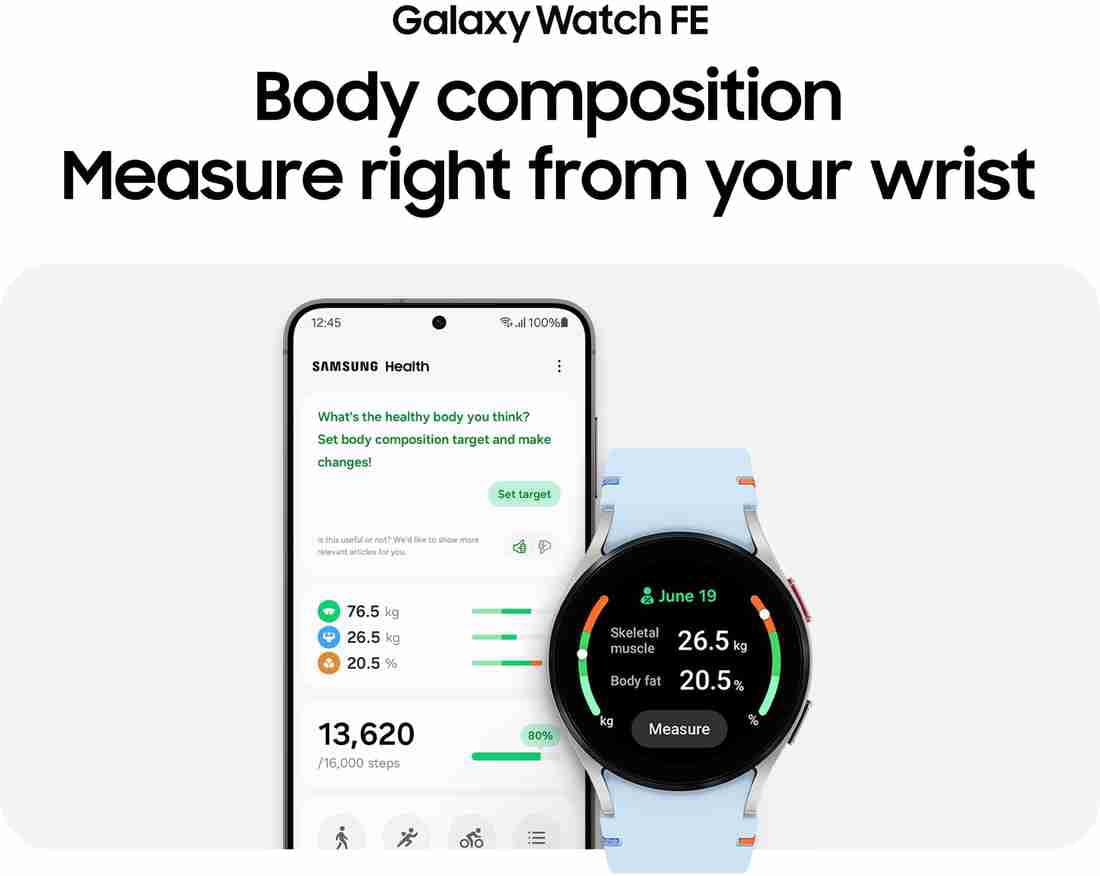 Galaxy Watch FE
Body composition
Measure right from your wrist
12:45
100%
SAMSUNG Health
What's the healthy body you think?
Set body composition target and make
changes!
Set target
Is this useful or not? We'd like to show more
relevant articles for you.
76.5 kg
26.5 kg
20.5 %
13,620
/16,000 steps
80%
June 19
Skeletal
muscle
26.5 kg
Body fat
20.5 %
kg
%
Measure